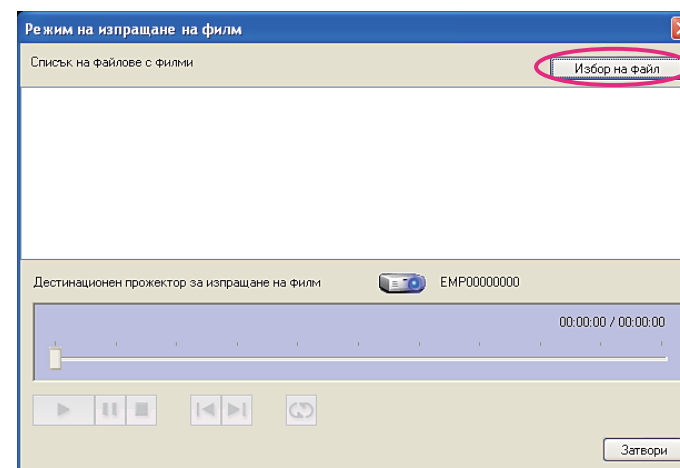 Режим на изпращане на филм
Списък на файлове с филми
Избор на файл
Дестинационен прожектор за изпращане на филм
EMP00000000
00:00:00 / 00:00:00
Затвори